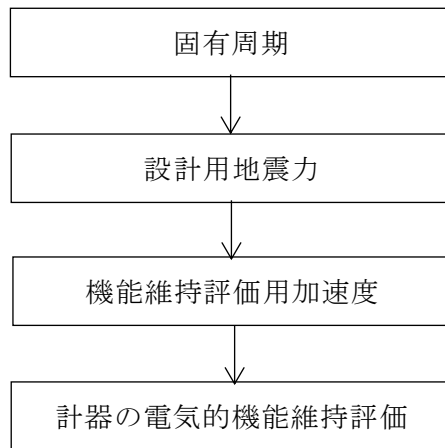 固有周期
設計用地震力
機能維持評価用加速度
計器の電気的機能維持評価